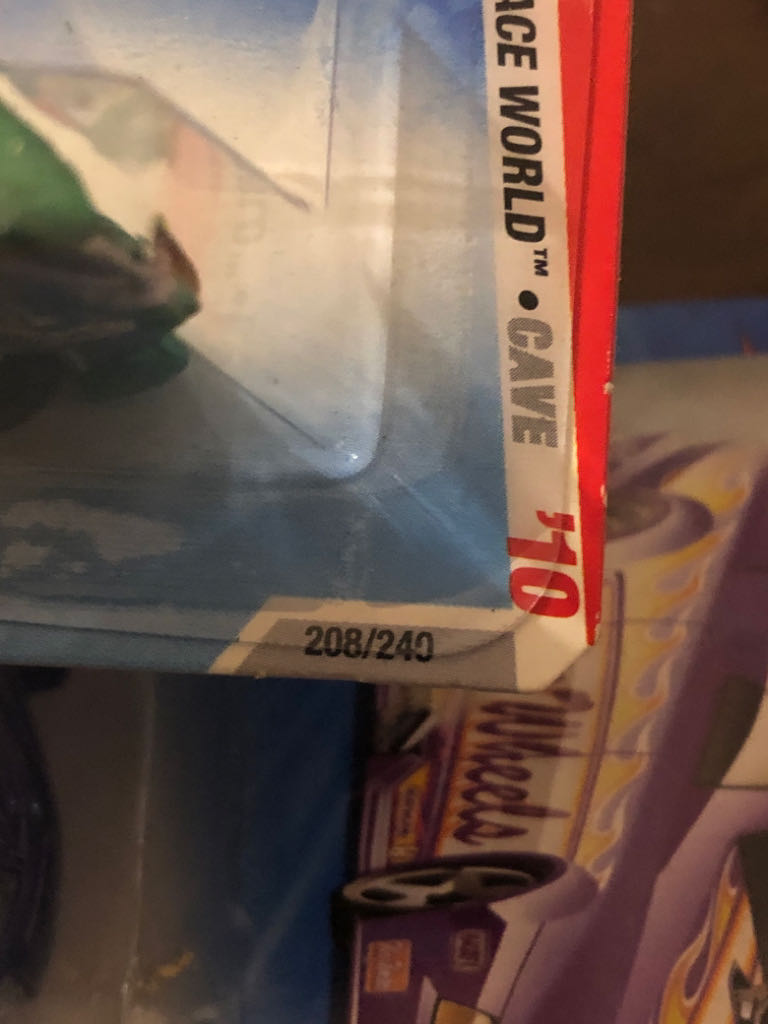 ACE WORLD™ • CAVE '10
208/240
Wheels